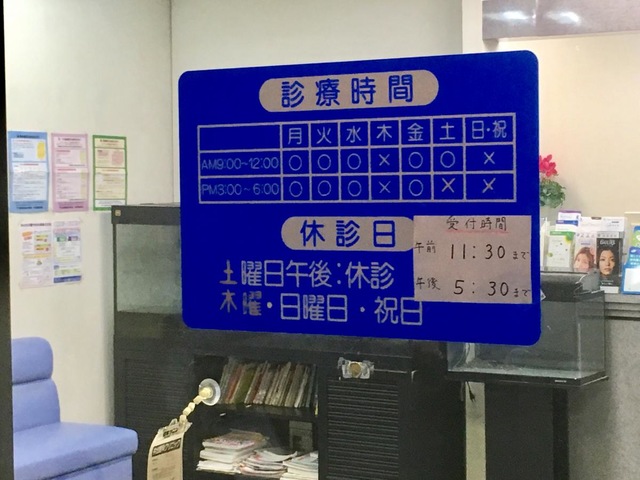 診療時間
月 火 水 木 金 土 日・祝
AM9:00~12:00 ○ ○ ○ × ○ ○ ×
PM3:00~6:00 ○ ○ ○ × ○ × ×
休診日
土曜日午後:休診
木曜・日曜日・祝日
受付時間
午前 11:30まで
午後 5:30まで